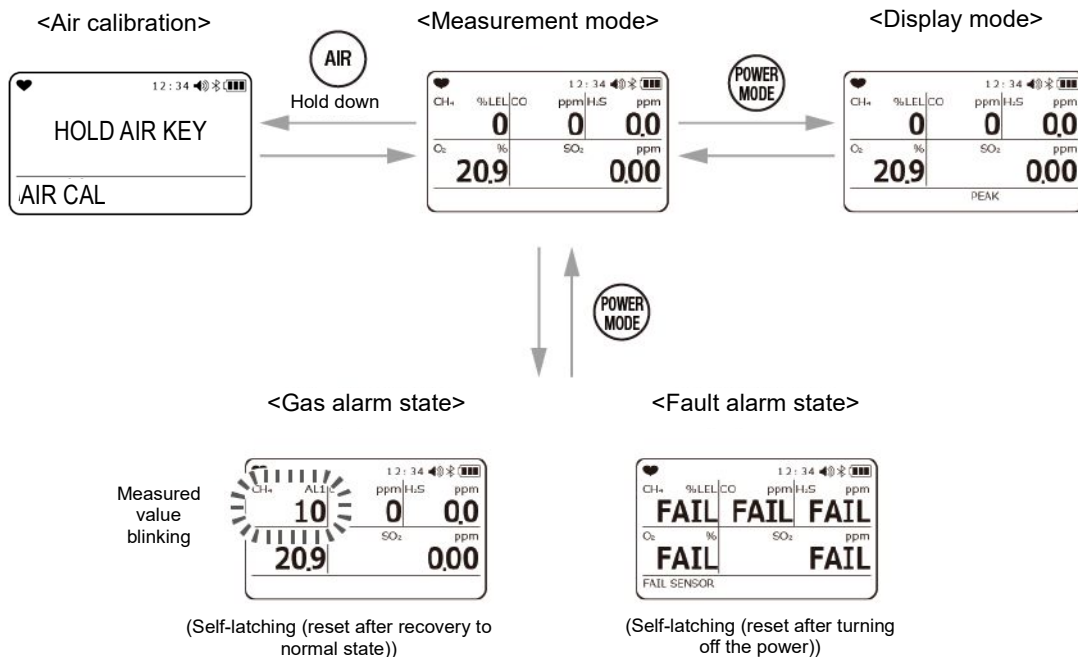 <Air calibration>
<Measurement mode>
<Display mode>
AIR
Hold down
POWER
MODE
12:34
HOLD AIR KEY
AIR CAL
12:34
CH₄ %LEL CO ppm H₂S ppm
0 0 0.0
O₂ % SO₂ ppm
20.9 0.00
12:34
CH₄ %LEL CO ppm H₂S ppm
0 0 0.0
O₂ % SO₂ ppm
20.9 0.00
PEAK
POWER
MODE
<Gas alarm state>
<Fault alarm state>
Measured
value
blinking
12:34
CH₄ AL1 ppm H₂S ppm
10 0 0.0
SO₂ ppm
20.9 0.00
12:34
CH₄ %LEL CO ppm H₂S ppm
FAIL FAIL FAIL
O₂ % SO₂ ppm
FAIL FAIL
FAIL SENSOR
(Self-latching (reset after recovery to
normal state))
(Self-latching (reset after turning
off the power))